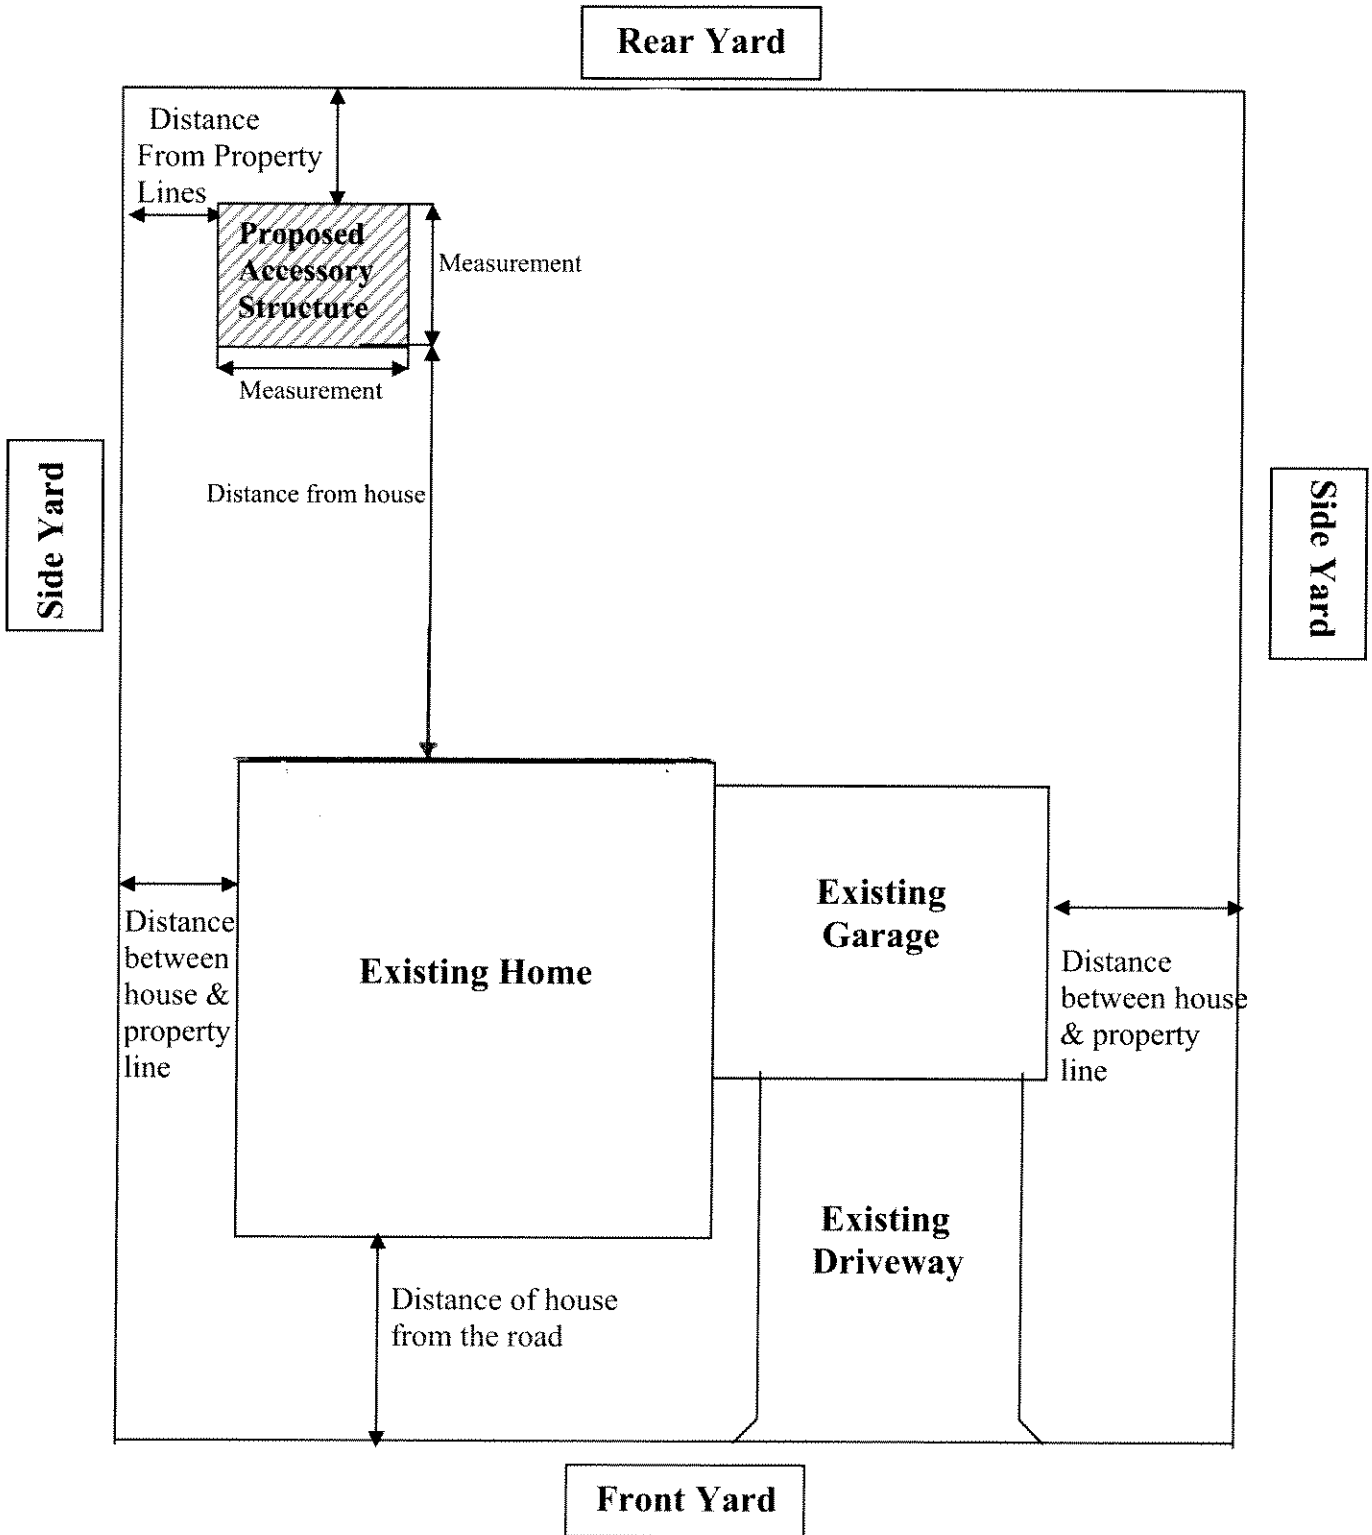 Rear Yard
Distance
From Property
Lines
Proposed
Accessory
Structure
Measurement
Measurement
Distance from house
Side Yard
Side Yard
Existing
Garage
Existing Home
Distance
between
house &
property
line
Distance
between house
& property
line
Existing
Driveway
Distance of house
from the road
Front Yard